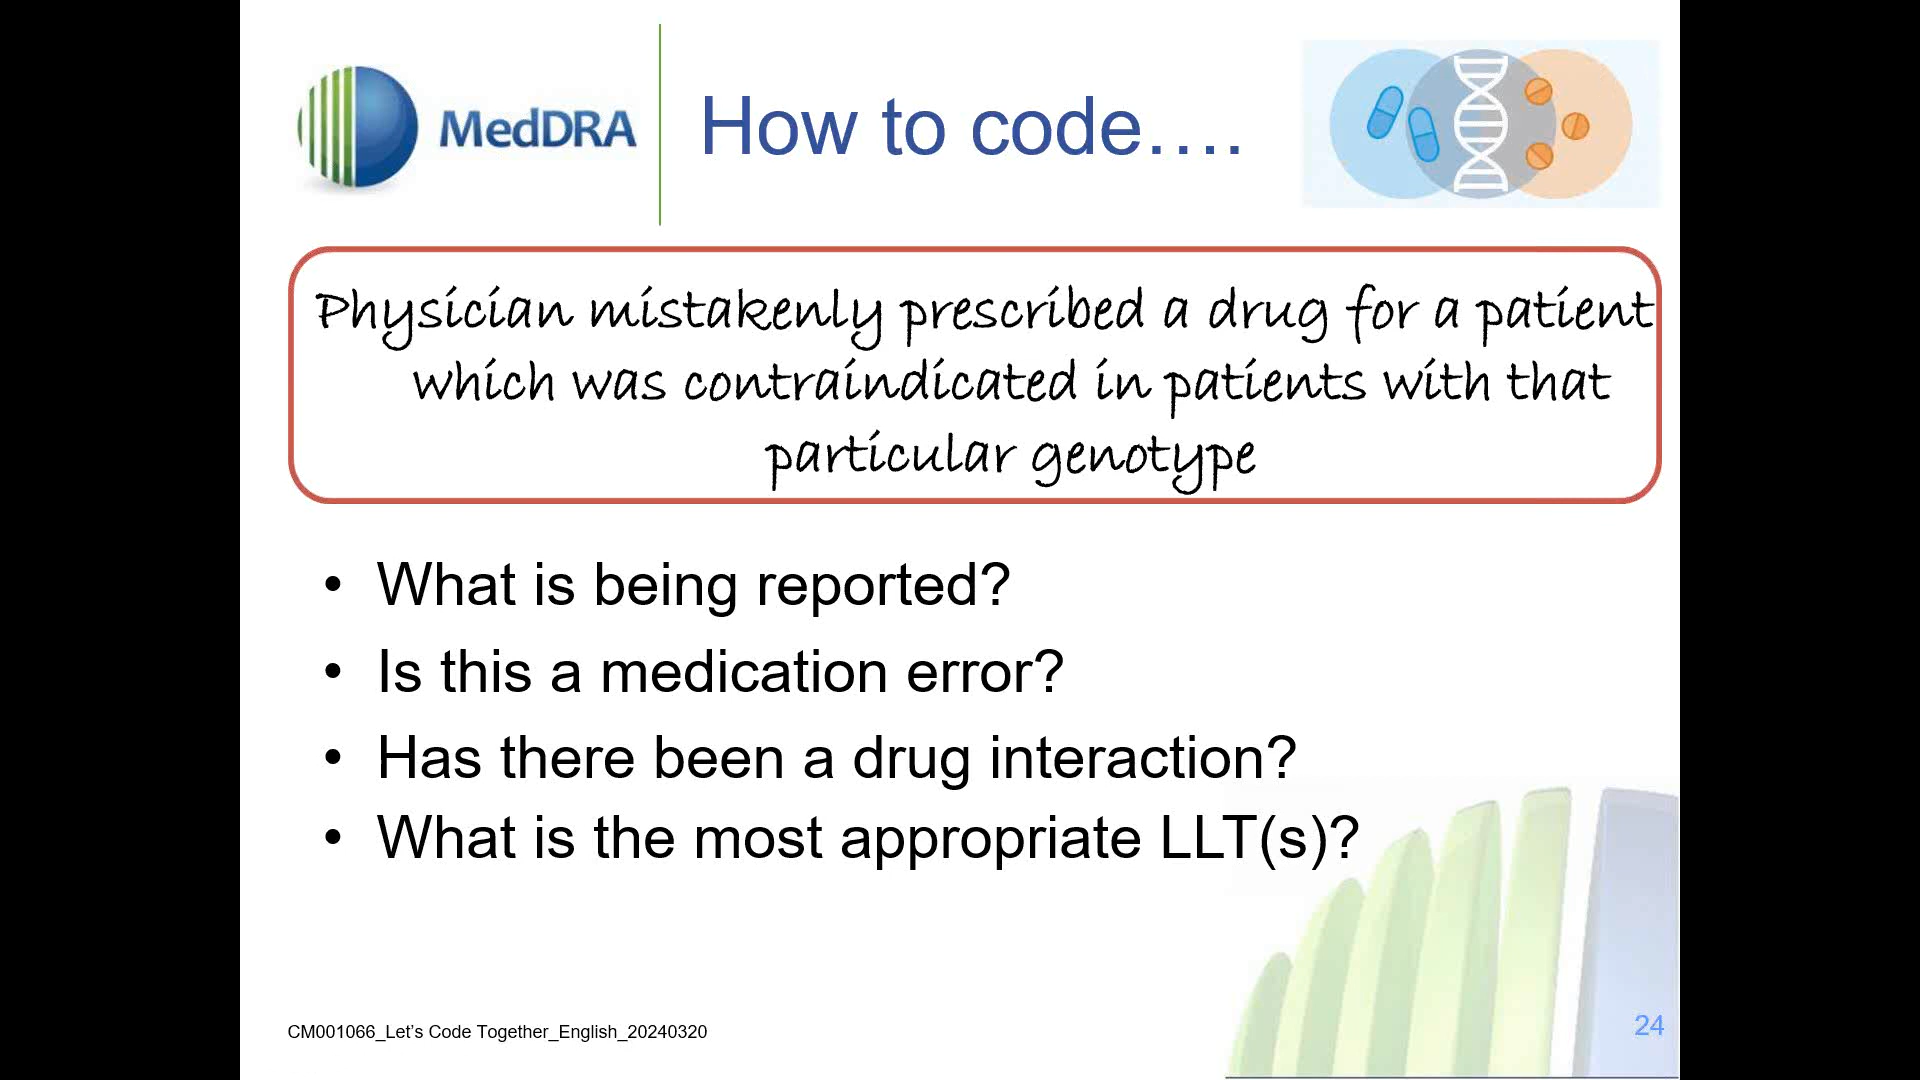 MedDRA
How to code….
Physician mistakenly prescribed a drug for a patient
which was contraindicated in patients with that
particular genotype
• What is being reported?
• Is this a medication error?
• Has there been a drug interaction?
• What is the most appropriate LLT(s)?
CM001066_Let’s Code Together_English_20240320
24